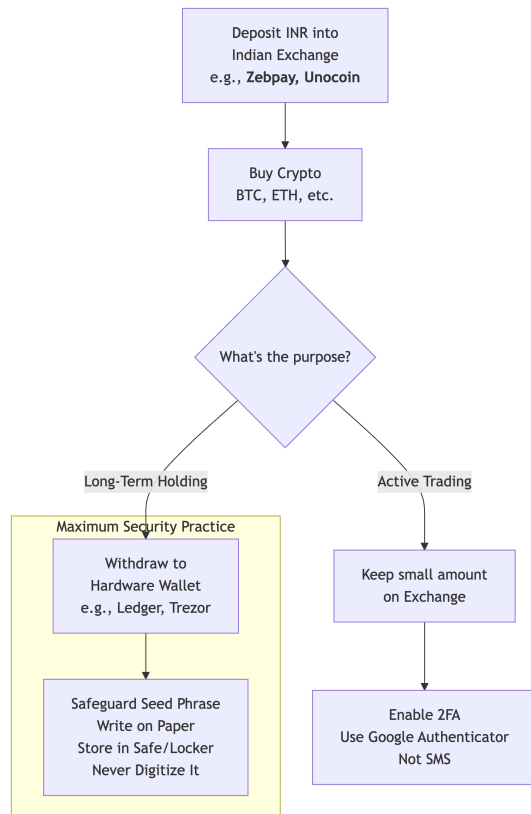 Deposit INR into
Indian Exchange
e.g., Zebpay, Unocoin
Buy Crypto
BTC, ETH, etc.
What's the purpose?
Long-Term Holding
Active Trading
Maximum Security Practice
Withdraw to
Hardware Wallet
e.g., Ledger, Trezor
Keep small amount
on Exchange
Safeguard Seed Phrase
Write on Paper
Store in Safe/Locker
Never Digitize It
Enable 2FA
Use Google Authenticator
Not SMS